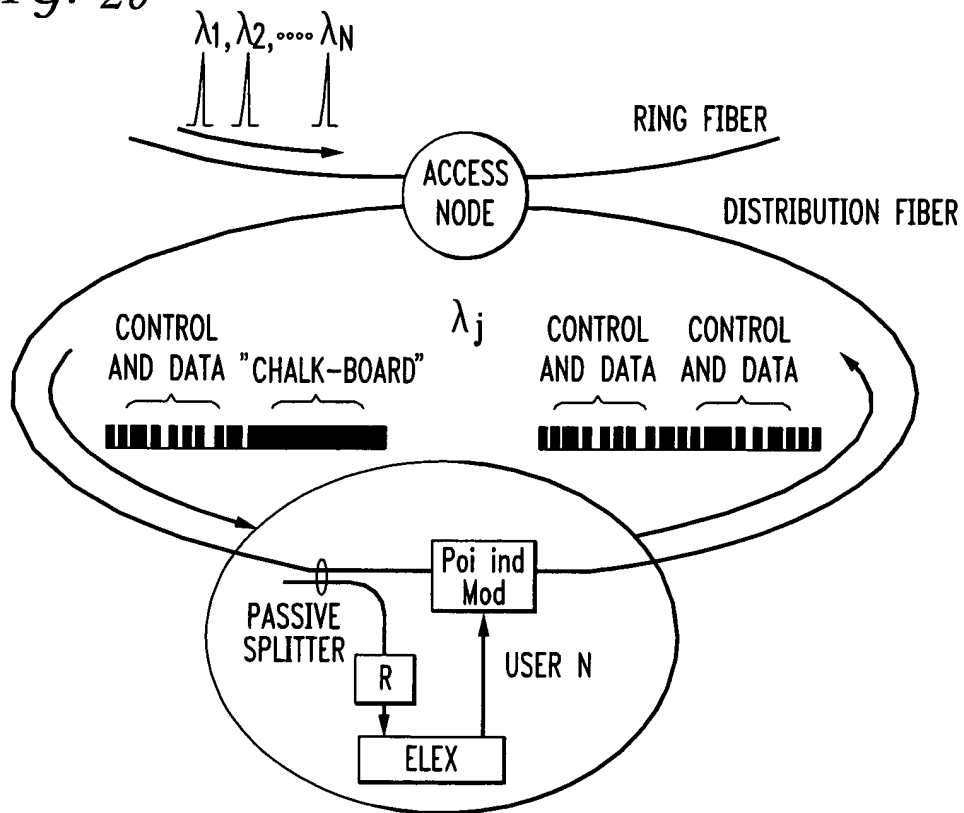 λ1, λ2, ···· λN
RING FIBER
ACCESS
NODE
DISTRIBUTION FIBER
λj
CONTROL
AND DATA
"CHALK-BOARD"
CONTROL
AND DATA
CONTROL
AND DATA
Pol ind
Mod
PASSIVE
SPLITTER
USER N
R
ELEX